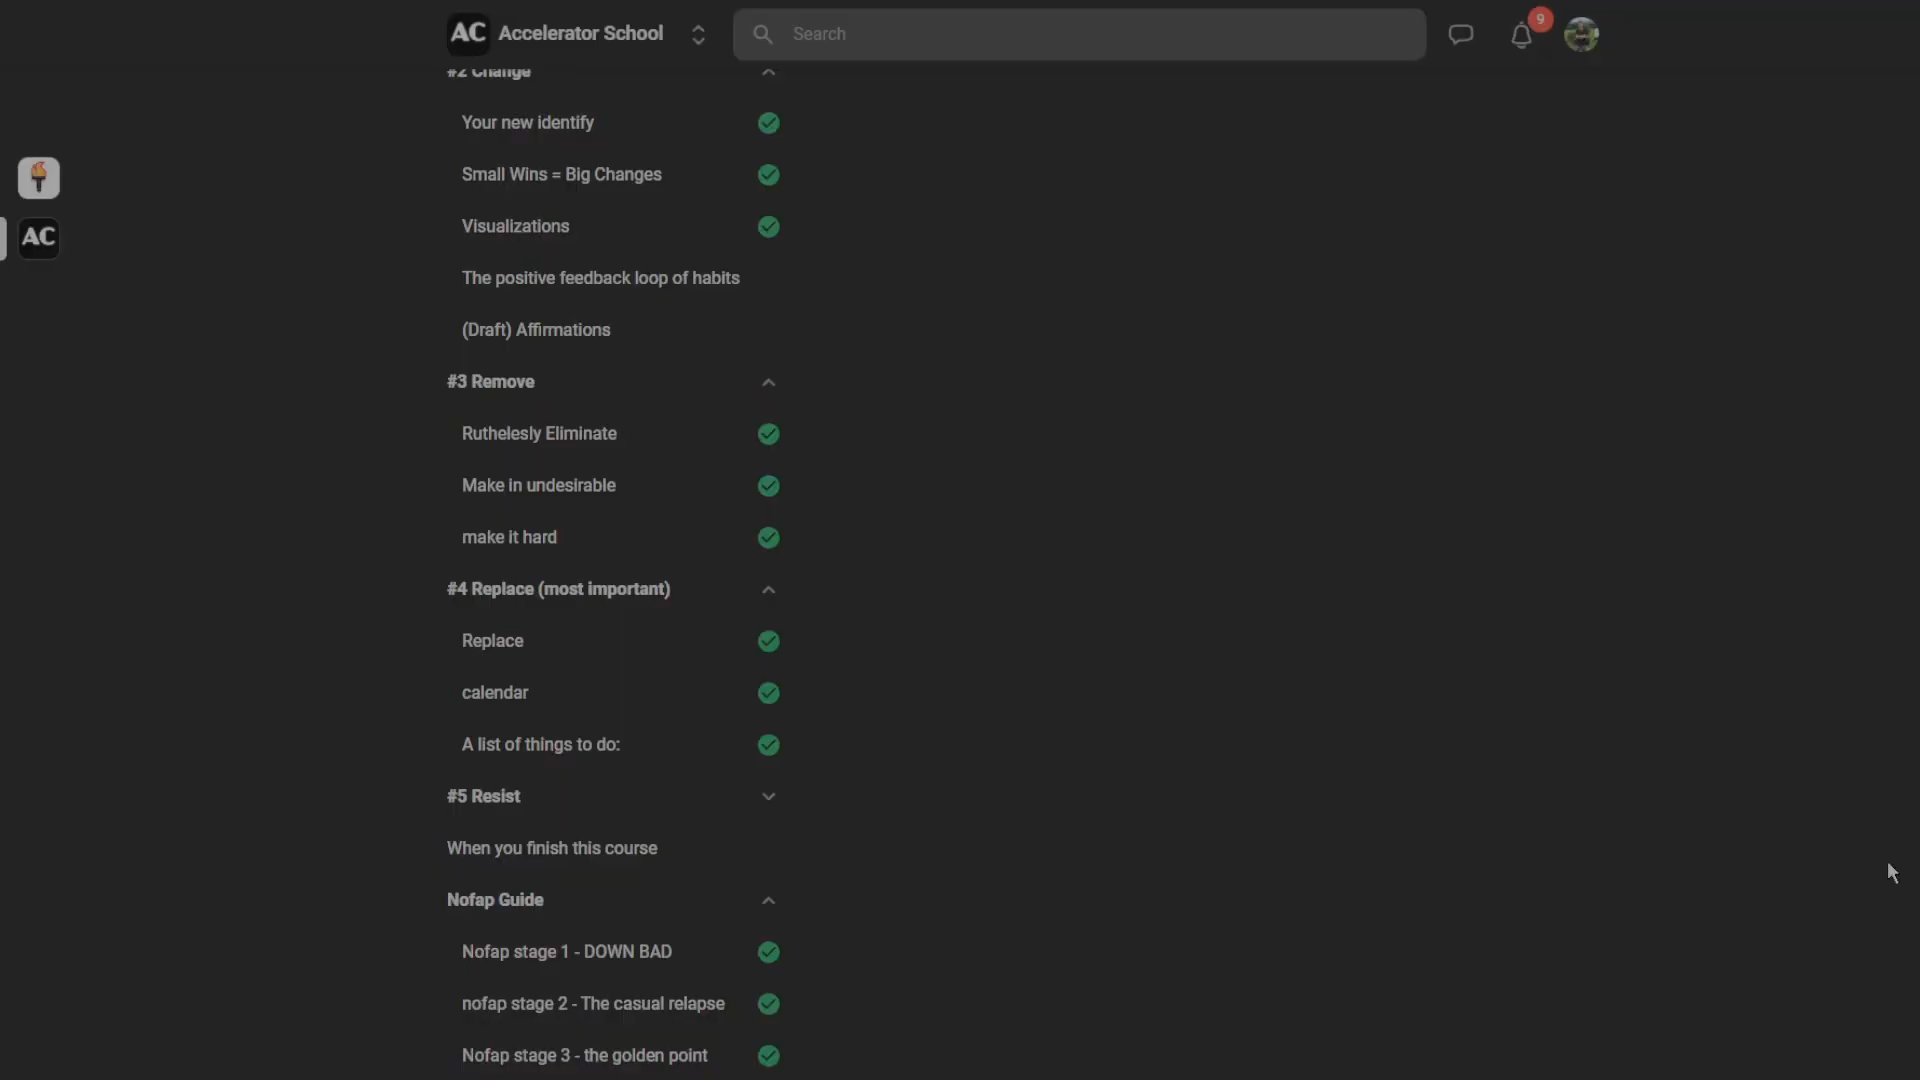 AC Accelerator School
Search
9
#2 Change
Your new identify
Small Wins = Big Changes
AC
Visualizations
The positive feedback loop of habits
(Draft) Affirmations
#3 Remove
Ruthelesly Eliminate
Make in undesirable
make it hard
#4 Replace (most important)
Replace
calendar
A list of things to do:
#5 Resist
When you finish this course
Nofap Guide
Nofap stage 1 - DOWN BAD
nofap stage 2 - The casual relapse
Nofap stage 3 - the golden point